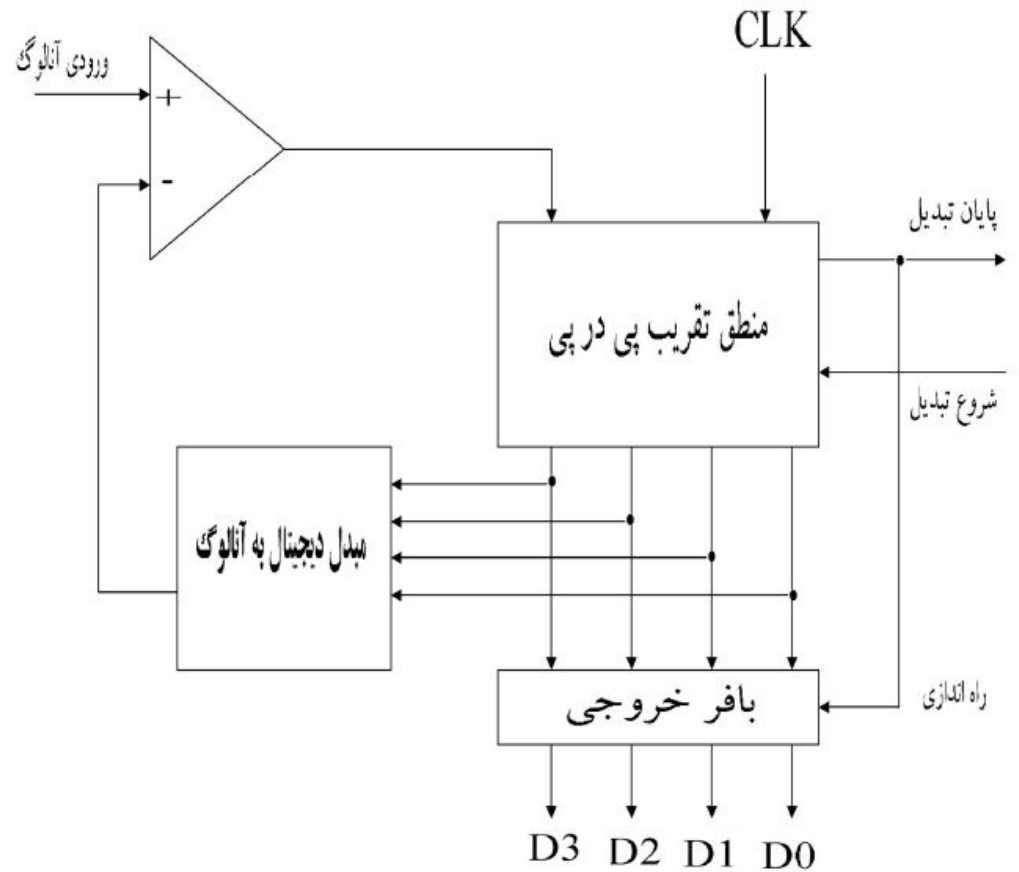 CLK
ورودی آنالوگ
+
-
پایان تبدیل
منطق تقریب پی در پی
شروع تبدیل
مبدل دیجیتال به آنالوگ
راه اندازی
بافر خروجی
D3 D2 D1 D0